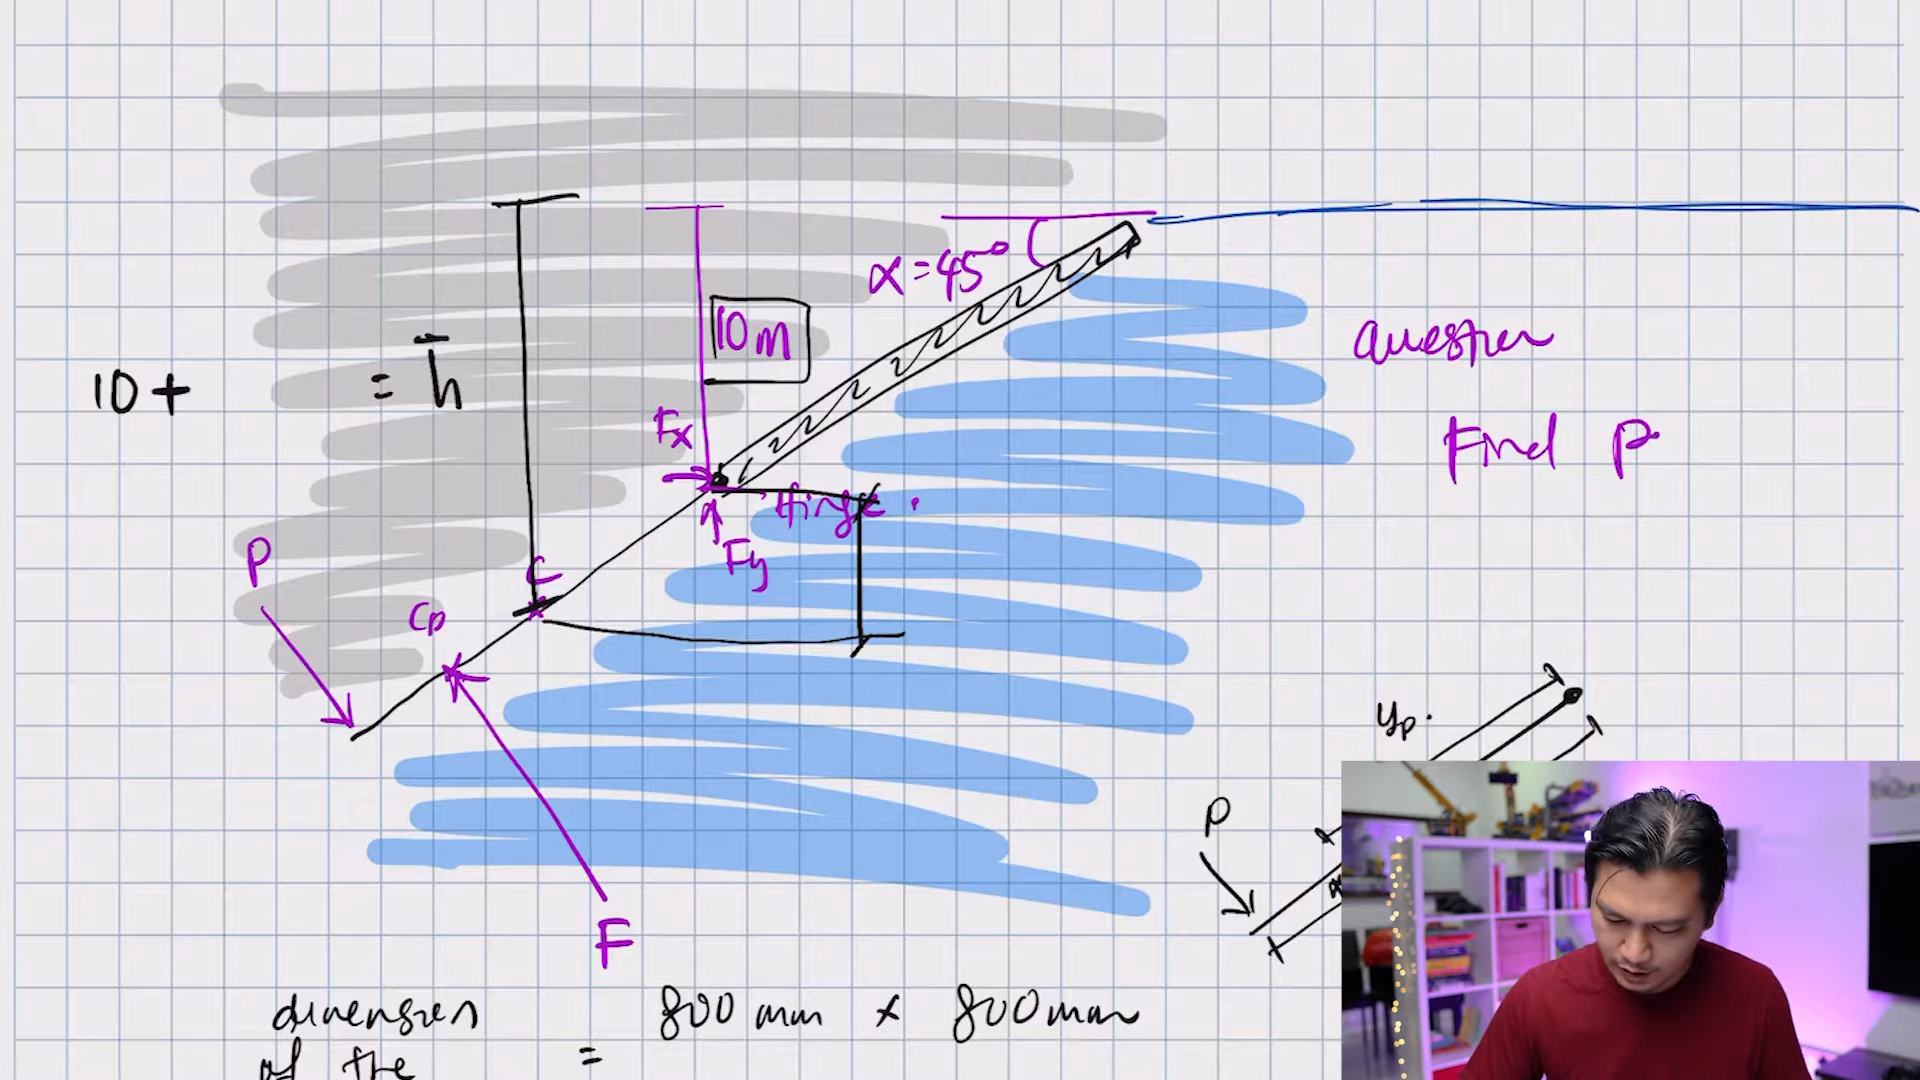 α = 45°
10m
Question
10 + = h̄
Fx
Find P
Hinge.
P
Fy
C
Cp
yp.
P
F
dimension = 800 mm x 800 mm
of the